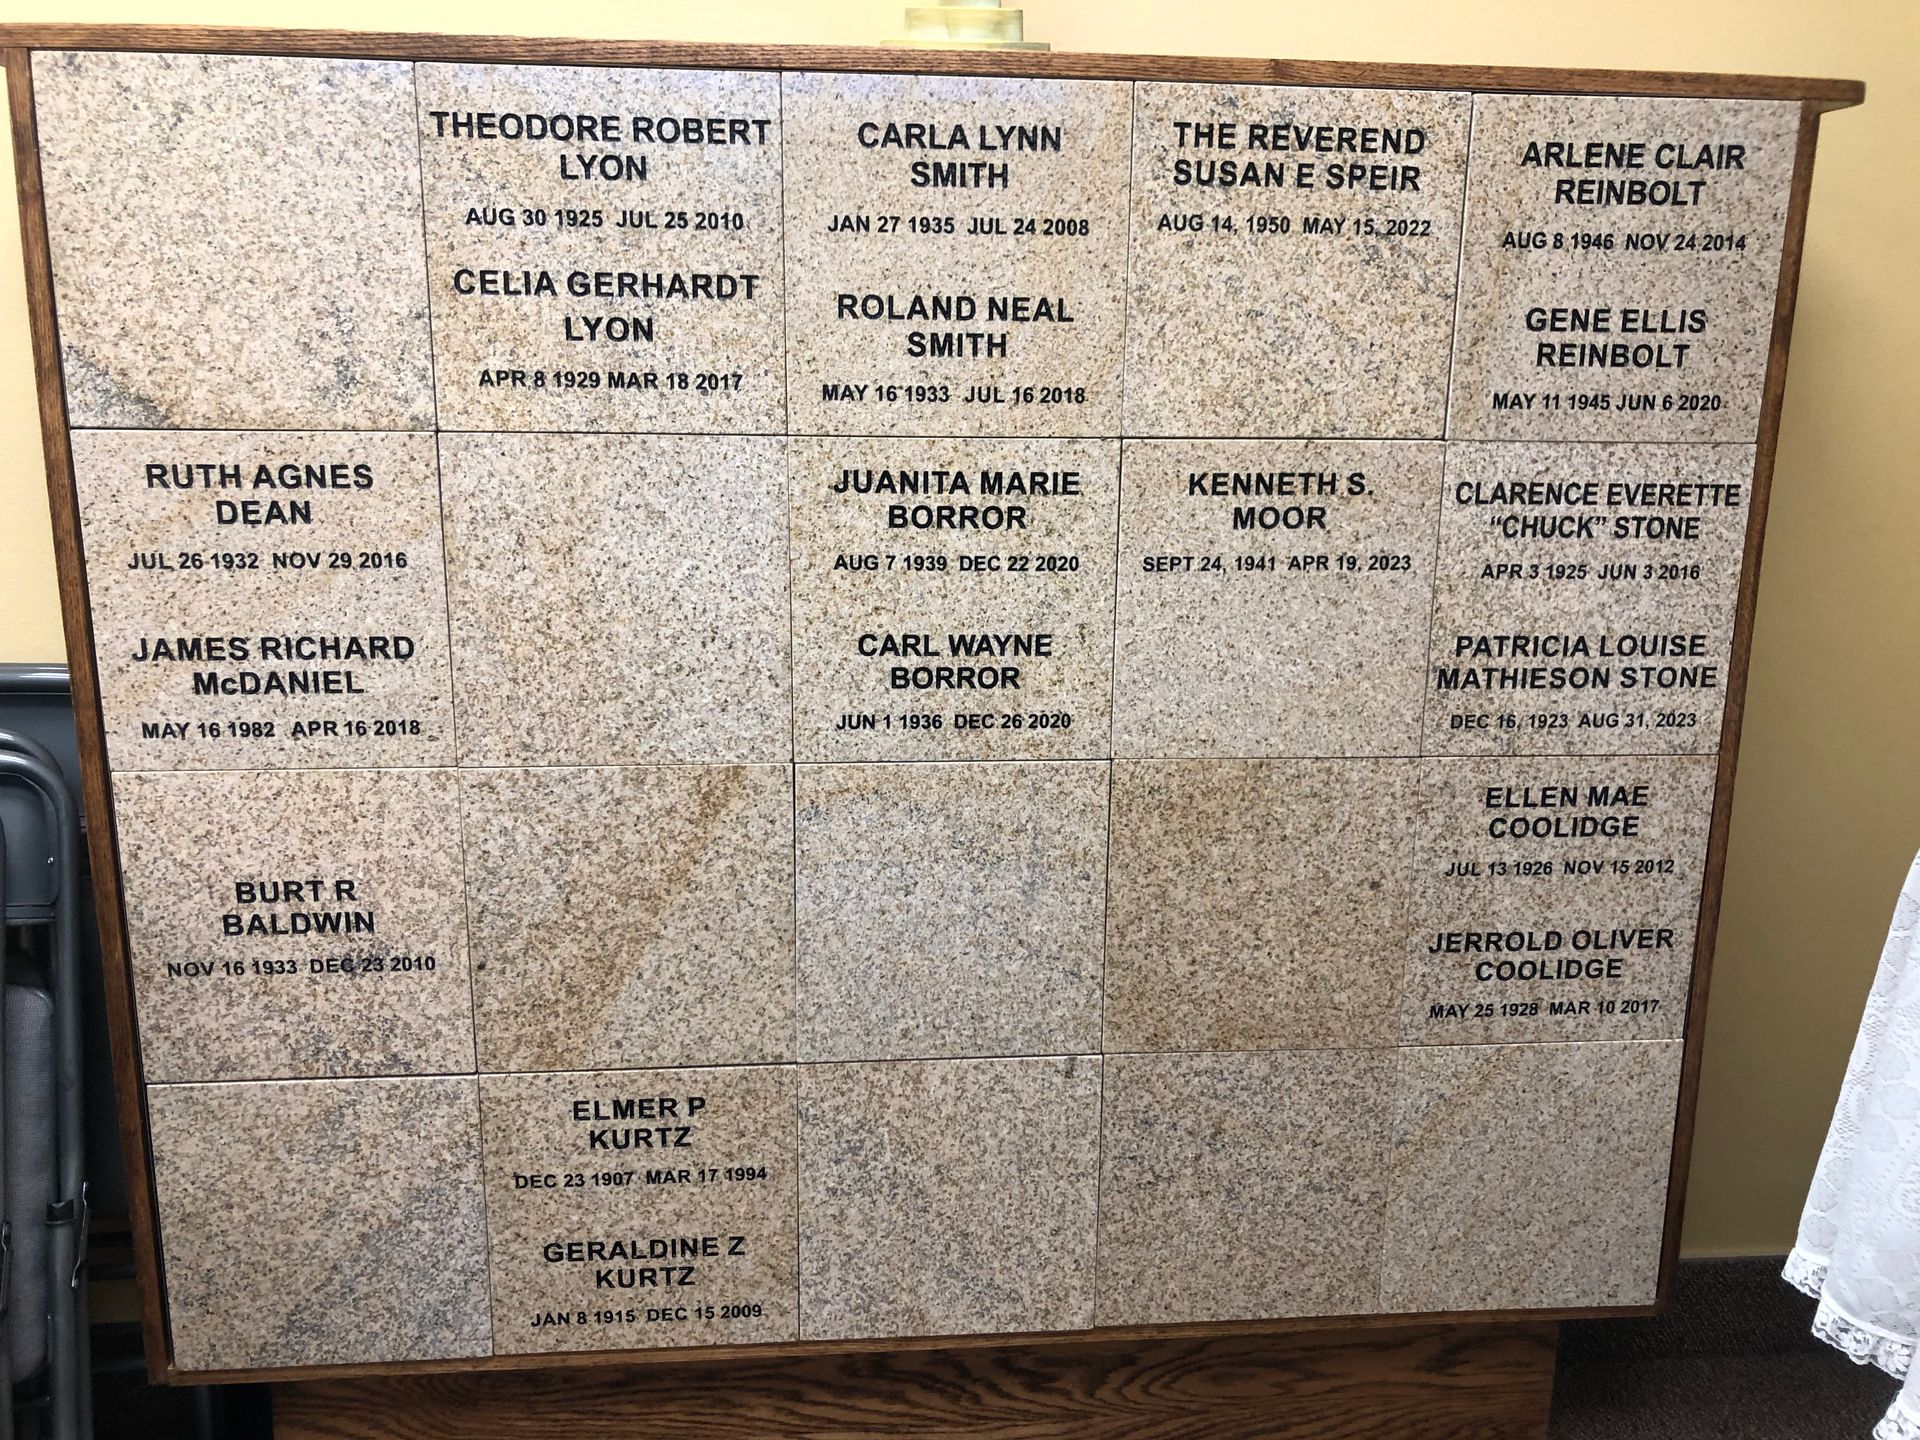 THEODORE ROBERT
LYON
AUG 30 1925 JUL 25 2010
CELIA GERHARDT
LYON
APR 8 1929 MAR 18 2017
CARLA LYNN
SMITH
JAN 27 1935 JUL 24 2008
ROLAND NEAL
SMITH
MAY 16 1933 JUL 16 2018
THE REVEREND
SUSAN E SPEIR
AUG 14, 1950 MAY 15, 2022
ARLENE CLAIR
REINBOLT
AUG 8 1946 NOV 24 2014
GENE ELLIS
REINBOLT
MAY 11 1945 JUN 6 2020
RUTH AGNES
DEAN
JUL 26 1932 NOV 29 2016
JAMES RICHARD
McDANIEL
MAY 16 1982 APR 16 2018
JUANITA MARIE
BORROR
AUG 7 1939 DEC 22 2020
CARL WAYNE
BORROR
JUN 1 1936 DEC 26 2020
KENNETH S.
MOOR
SEPT 24, 1941 APR 19, 2023
CLARENCE EVERETTE
“CHUCK” STONE
APR 3 1925 JUN 3 2016
PATRICIA LOUISE
MATHIESON STONE
DEC 16, 1923 AUG 31, 2023
BURT R
BALDWIN
NOV 16 1933 DEC 23 2010
ELLEN MAE
COOLIDGE
JUL 13 1926 NOV 15 2012
JERROLD OLIVER
COOLIDGE
MAY 25 1928 MAR 10 2017
ELMER P
KURTZ
DEC 23 1907 MAR 17 1994
GERALDINE Z
KURTZ
JAN 8 1915 DEC 15 2009